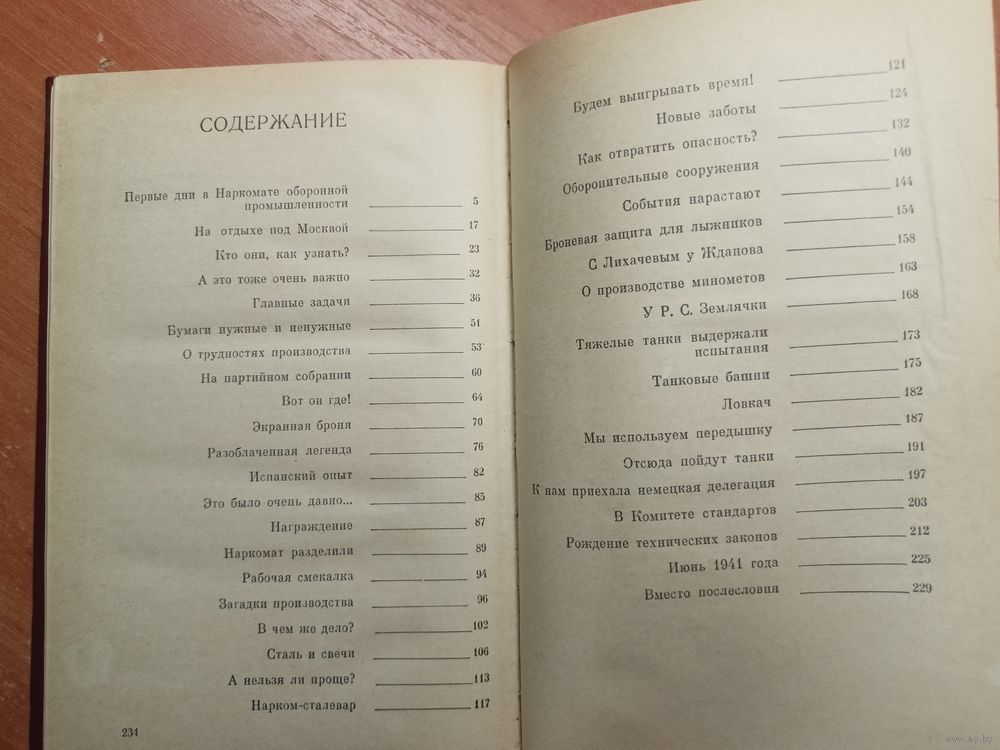 СОДЕРЖАНИЕ
Первые дни в Наркомате оборонной
промышленности 5
На отдыхе под Москвой 17
Кто они, как узнать? 23
А это тоже очень важно 32
Главные задачи 36
Бумаги нужные и ненужные 51
О трудностях производства 53
На партийном собрании 60
Вот он где! 64
Экранная броня 70
Разоблаченная легенда 76
Испанский опыт 82
Это было очень давно... 85
Награждение 87
Наркомат разделили 89
Рабочая смекалка 94
Загадки производства 96
В чем же дело? 102
Сталь и свечи 106
А нельзя ли проще? 113
Нарком-сталевар 117
234
Будем выигрывать время! 121
Новые заботы 124
Как отвратить опасность? 132
Оборонительные сооружения 140
События нарастают 144
Броневая защита для лыжников 154
С Лихачевым у Жданова 158
О производстве минометов 163
У Р. С. Землячки 168
Тяжелые танки выдержали
испытания 173
Танковые башни 175
Ловкач 182
Мы используем передышку 187
Отсюда пойдут танки 191
К нам приехала немецкая делегация 197
В Комитете стандартов 203
Рождение технических законов 212
Июнь 1941 года 225
Вместо послесловия 229
www.ay.by